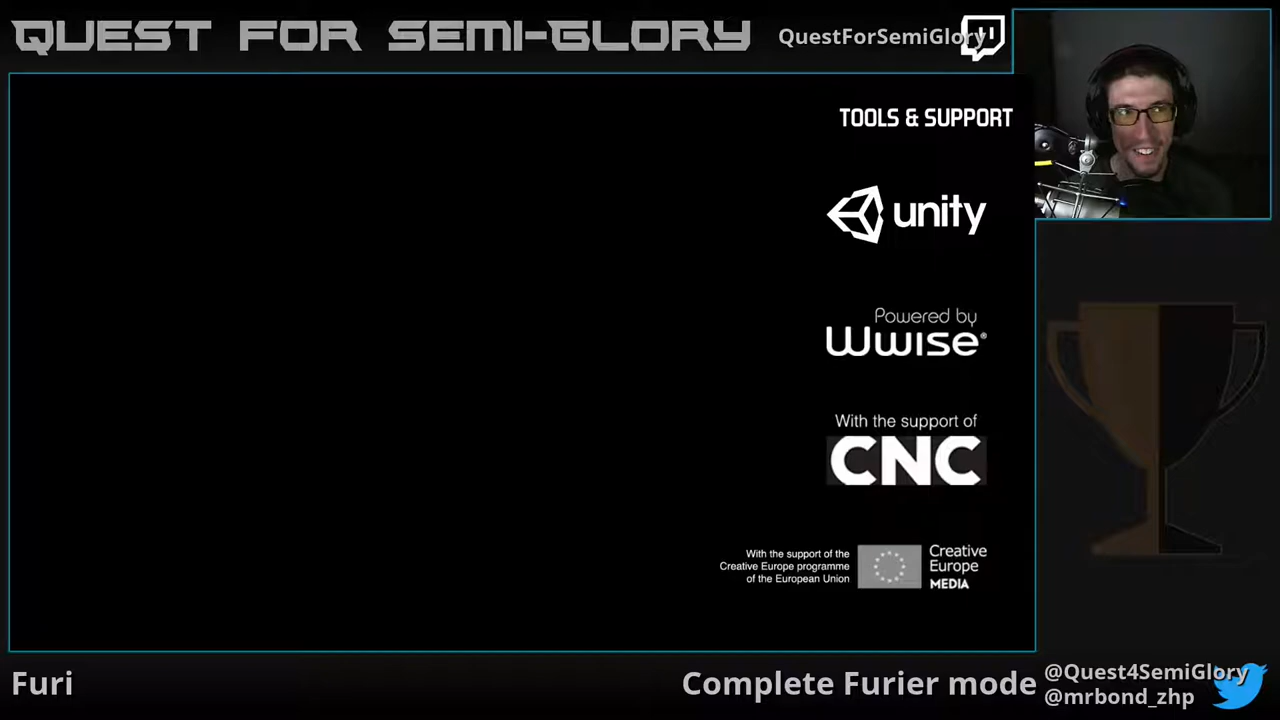 QUEST FOR SEMI-GLORY
QuestForSemiGlory
TOOLS & SUPPORT
unity
Powered by
Wwise®
With the support of
CNC
With the support of the
Creative Europe programme
of the European Union
Creative
Europe
MEDIA
Furi
Complete Furier mode
@Quest4SemiGlory
@mrbond_zhp